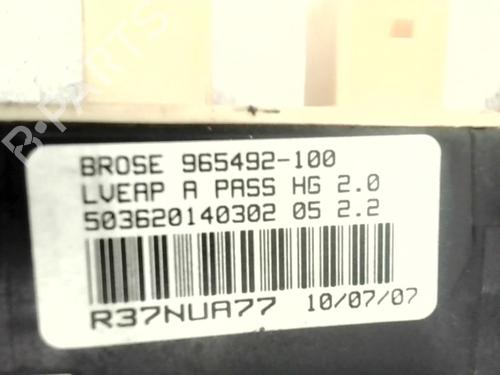 BROSE 965492-100
LVEAP A PASS HG 2.0
503620140302 05 2.2
R37NUA77 10/07/07
B-PARTS